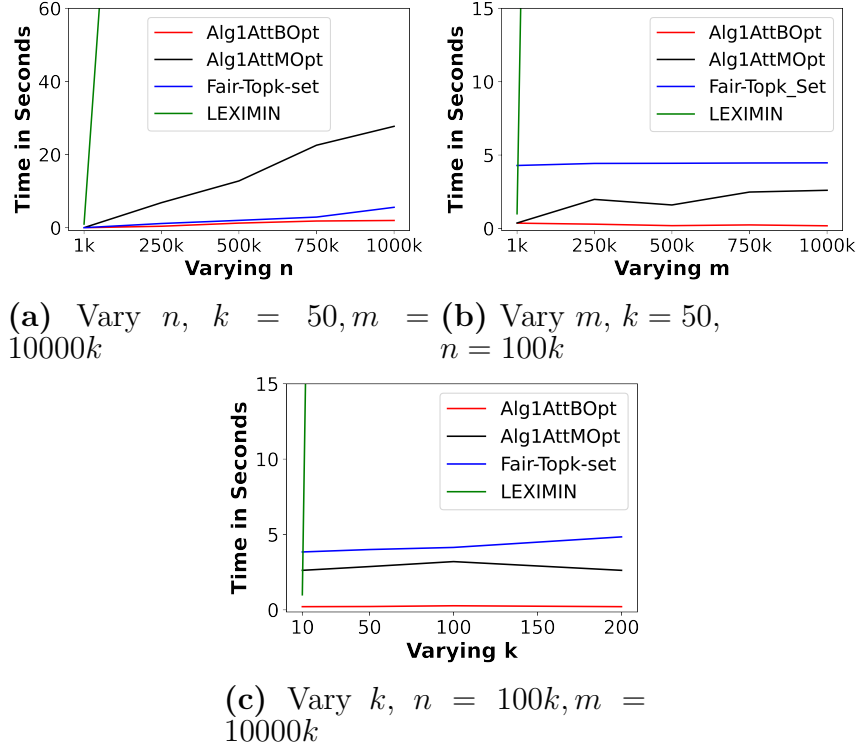 60
40
20
0
Time in Seconds
Alg1AttBOpt
Alg1AttMOpt
Fair-Topk-set
LEXIMIN
1k 250k 500k 750k 1000k
Varying n
(a) Vary n, k = 50, m = 10000k
15
10
5
0
Time in Seconds
Alg1AttBOpt
Alg1AttMOpt
Fair-Topk_Set
LEXIMIN
1k 250k 500k 750k 1000k
Varying m
(b) Vary m, k = 50,
n = 100k
15
10
5
0
Time in Seconds
Alg1AttBOpt
Alg1AttMOpt
Fair-Topk-set
LEXIMIN
10 50 100 150 200
Varying k
(c) Vary k, n = 100k, m =
10000k